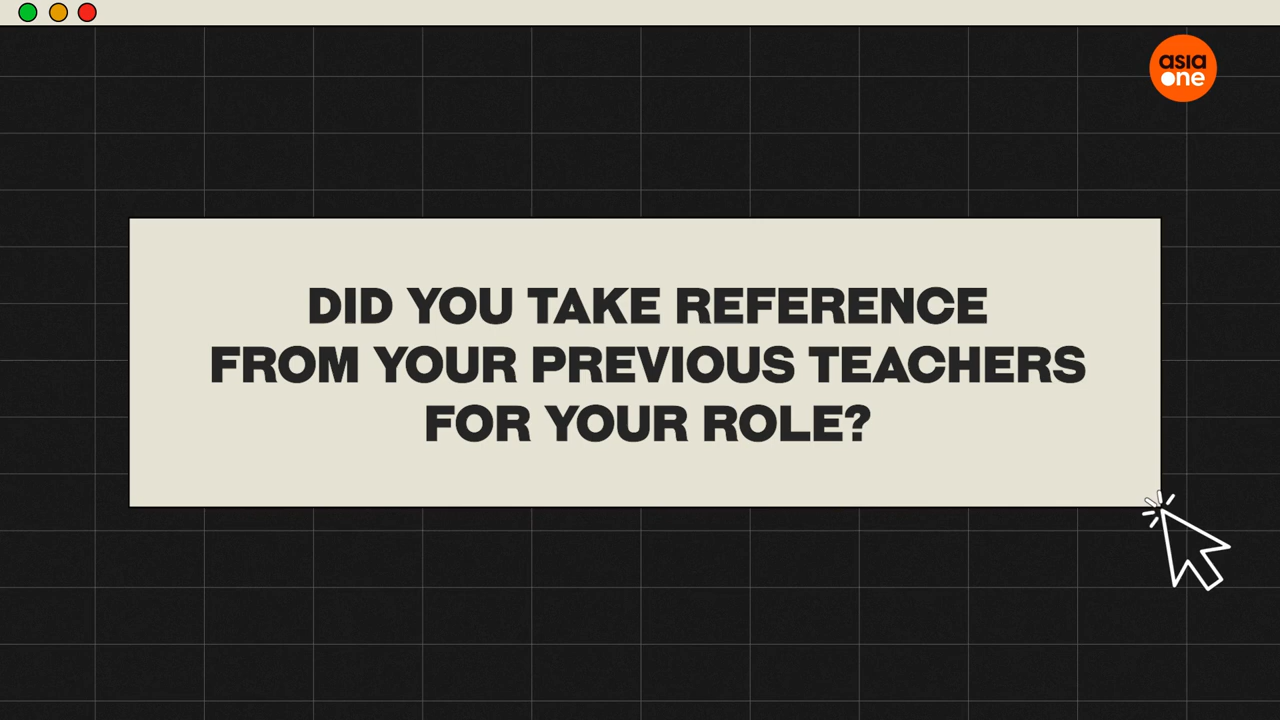 asia
one
DID YOU TAKE REFERENCE
FROM YOUR PREVIOUS TEACHERS
FOR YOUR ROLE?